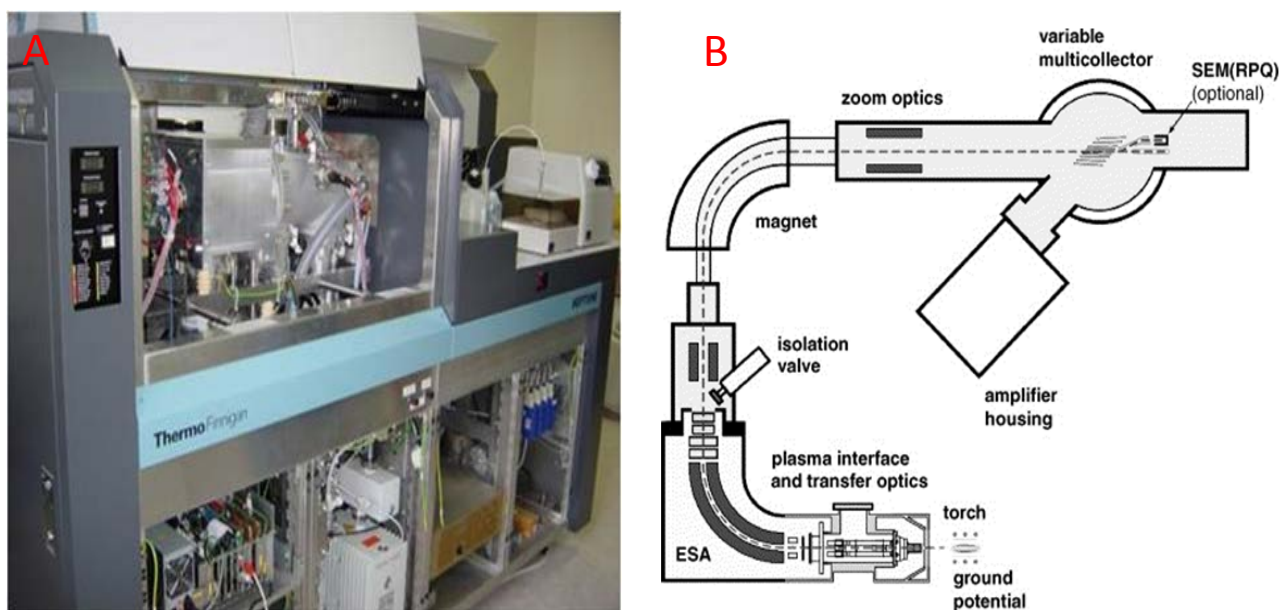 A
ThermoFinnigan
NEPTUNE
B
variable
multicollector
SEM(RPQ)
(optional)
zoom optics
magnet
isolation
valve
amplifier
housing
plasma interface
and transfer optics
torch
ESA
ground
potential